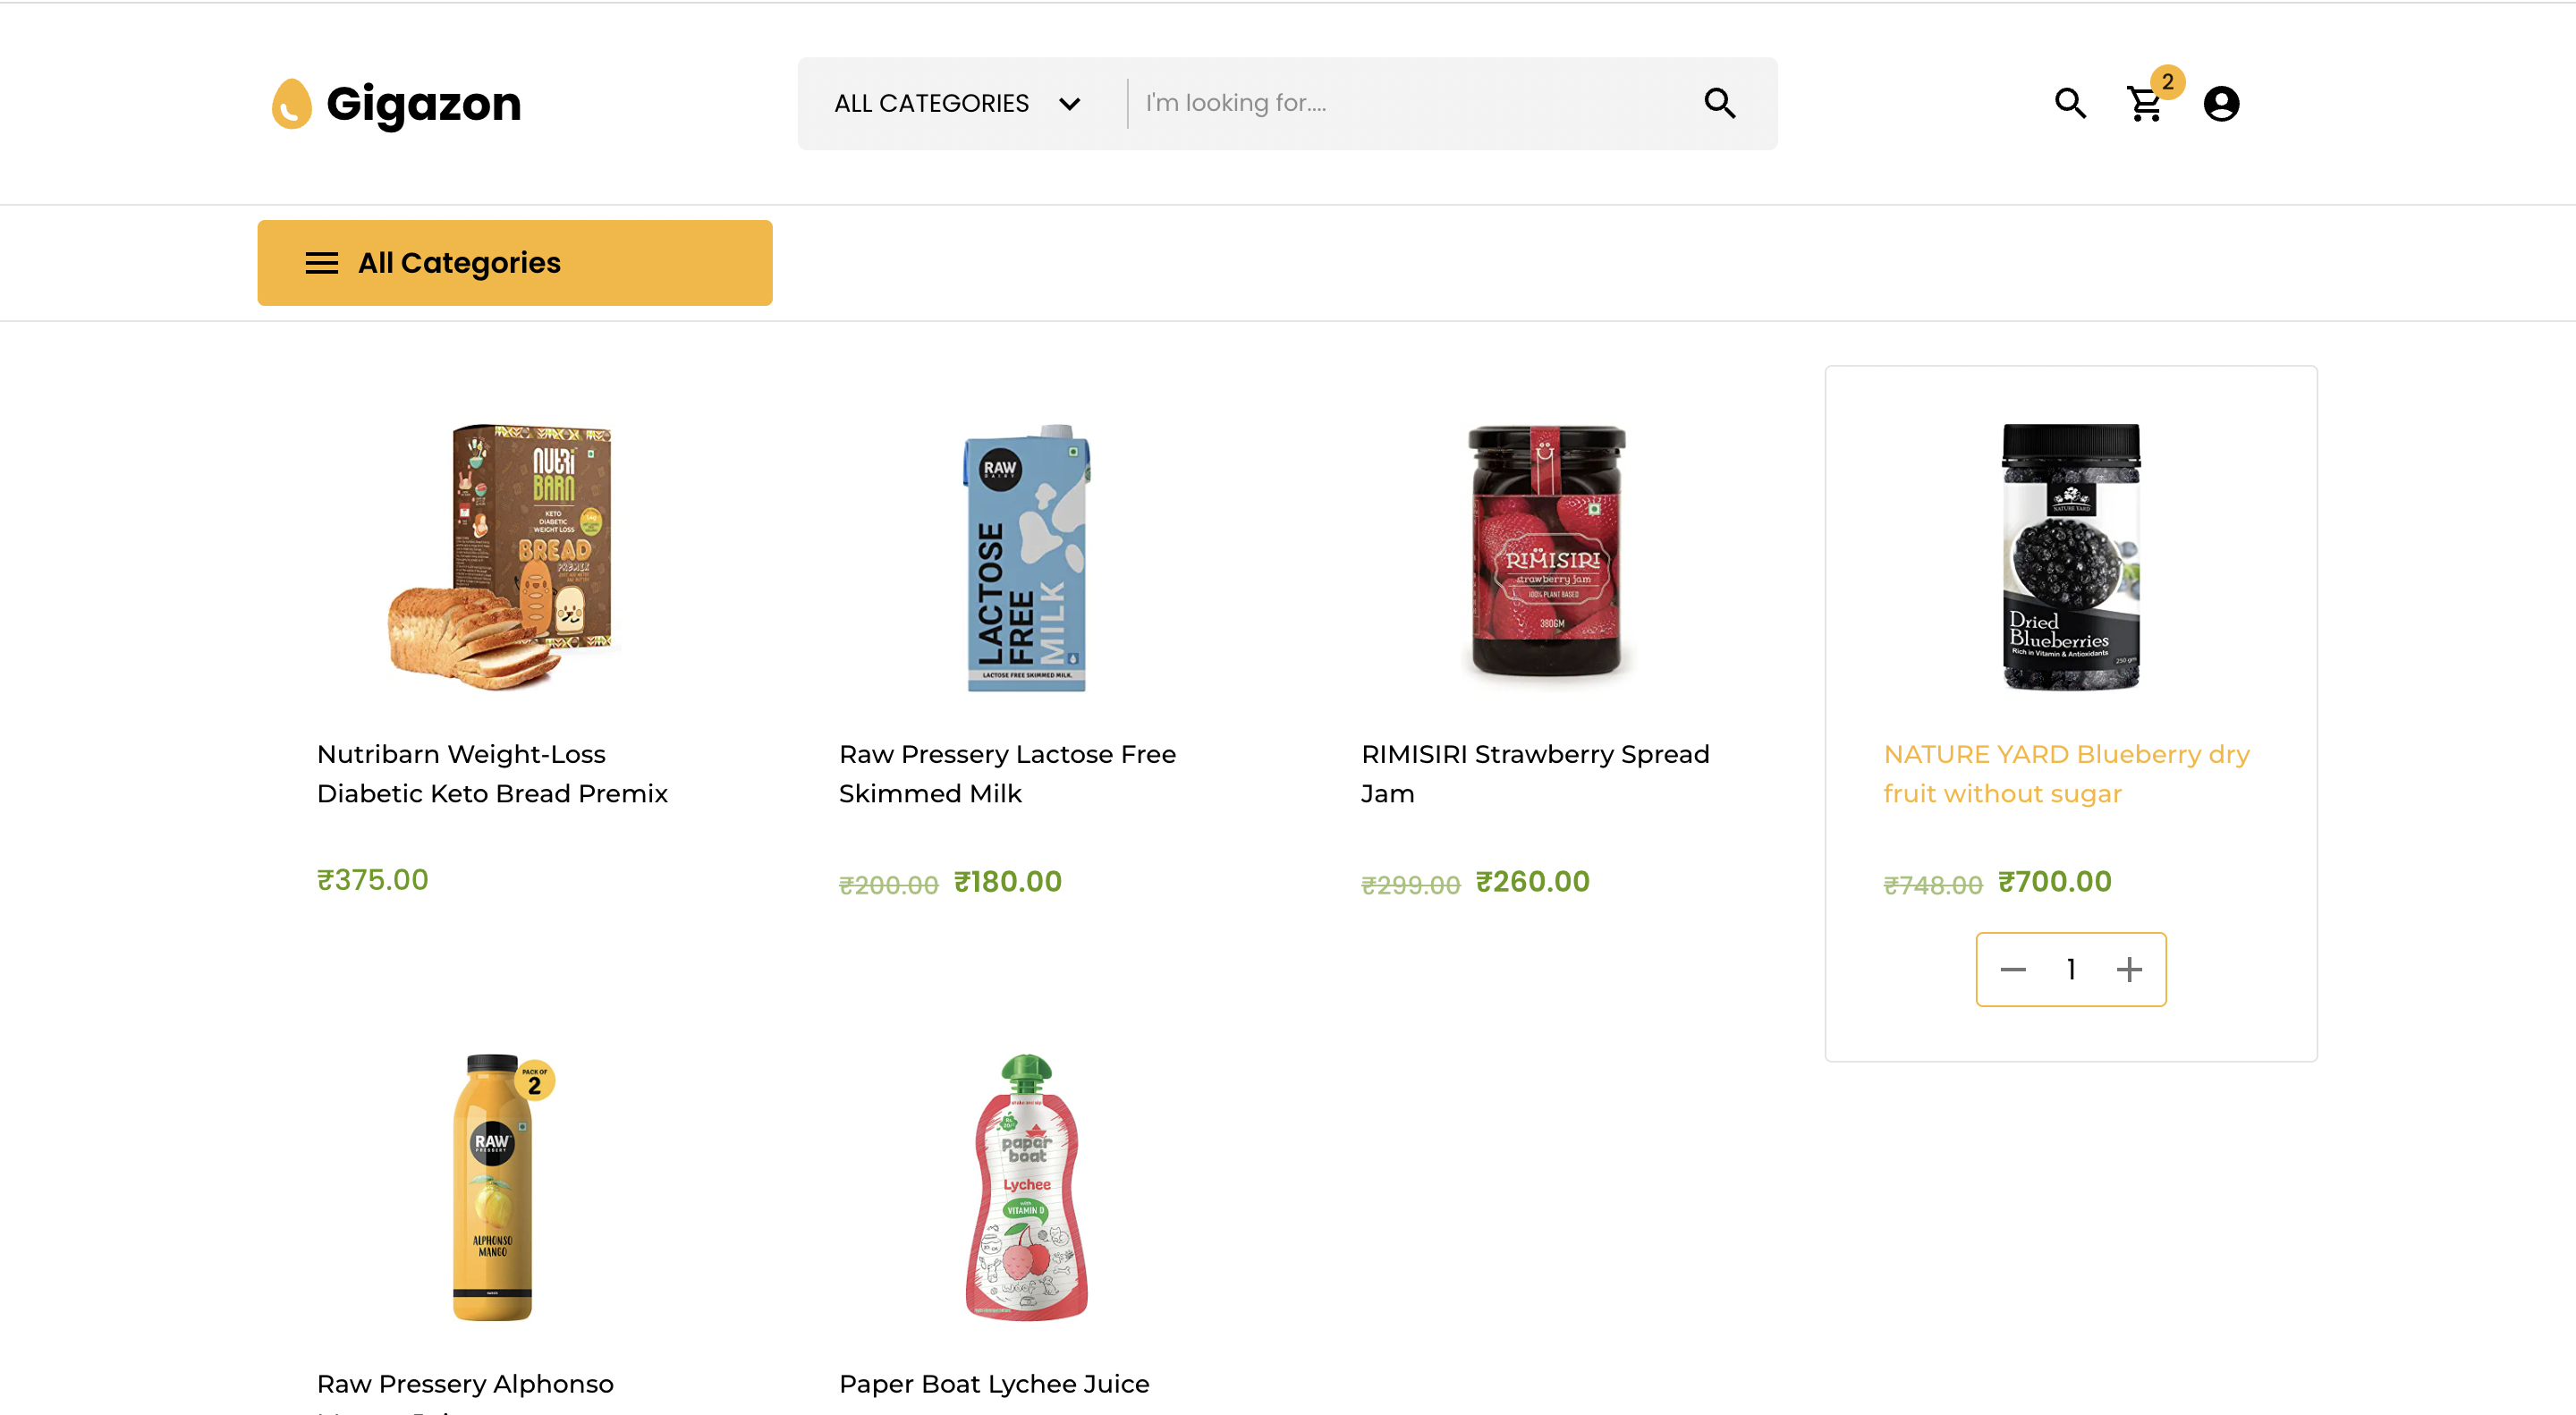 Gigazon
ALL CATEGORIES
I'm looking for....
2
All Categories
NUTRI
BARN
KETO
DIABETIC
WEIGHT LOSS
BREAD
PREMIX
RAW
DAIRY
LACTOSE
FREE
MILK
LACTOSE FREE SKIMMED MILK.
RIMISIRI
strawberry jam
100% PLANT BASED
380GM
NATURE YARD
Dried
Blueberries
Rich in Vitamin & Antioxidants
250 gm
Nutribarn Weight-Loss
Diabetic Keto Bread Premix
Raw Pressery Lactose Free
Skimmed Milk
RIMISIRI Strawberry Spread
Jam
NATURE YARD Blueberry dry
fruit without sugar
₹375.00
₹200.00 ₹180.00
₹299.00 ₹260.00
₹748.00 ₹700.00
1
PACK OF
2
RAW
PRESSERY
ALPHONSO
MANGO
paper
boat
Lychee
with
VITAMIN D
Raw Pressery Alphonso
Paper Boat Lychee Juice